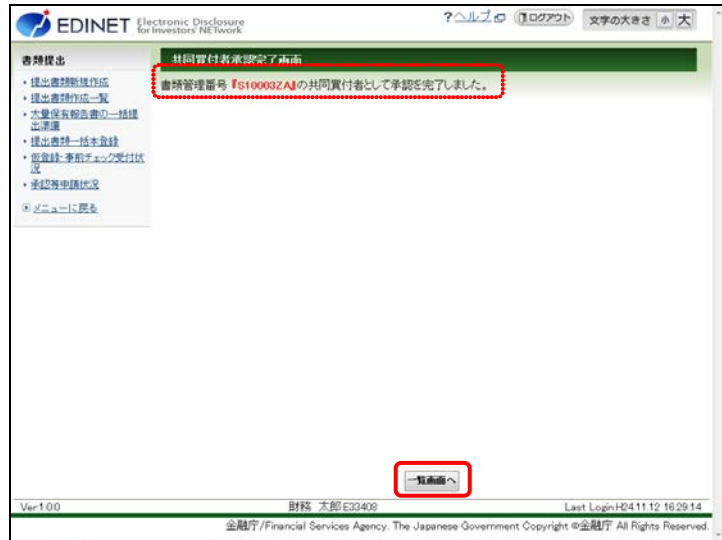 EDINET Electronic Disclosure
for Investors' NETwork
?ヘルプ ログアウト 文字の大きさ 小 大
書類提出
・提出書類新規作成
・提出書類作成一覧
・大量保有報告書の一括提
出準備
・提出書類一括本登録
・仮登録・事前チェック受付状
況
・承認等申請状況
メニューに戻る
共同買付者承認完了画面
書類管理番号『S10003ZA』の共同買付者として承認を完了しました。
一覧画面へ
Ver1.0.0 財務 太郎 E33408 Last Login:H24.11.12 16:29:14
金融庁/Financial Services Agency. The Japanese Government Copyright ©金融庁 All Rights Reserved.